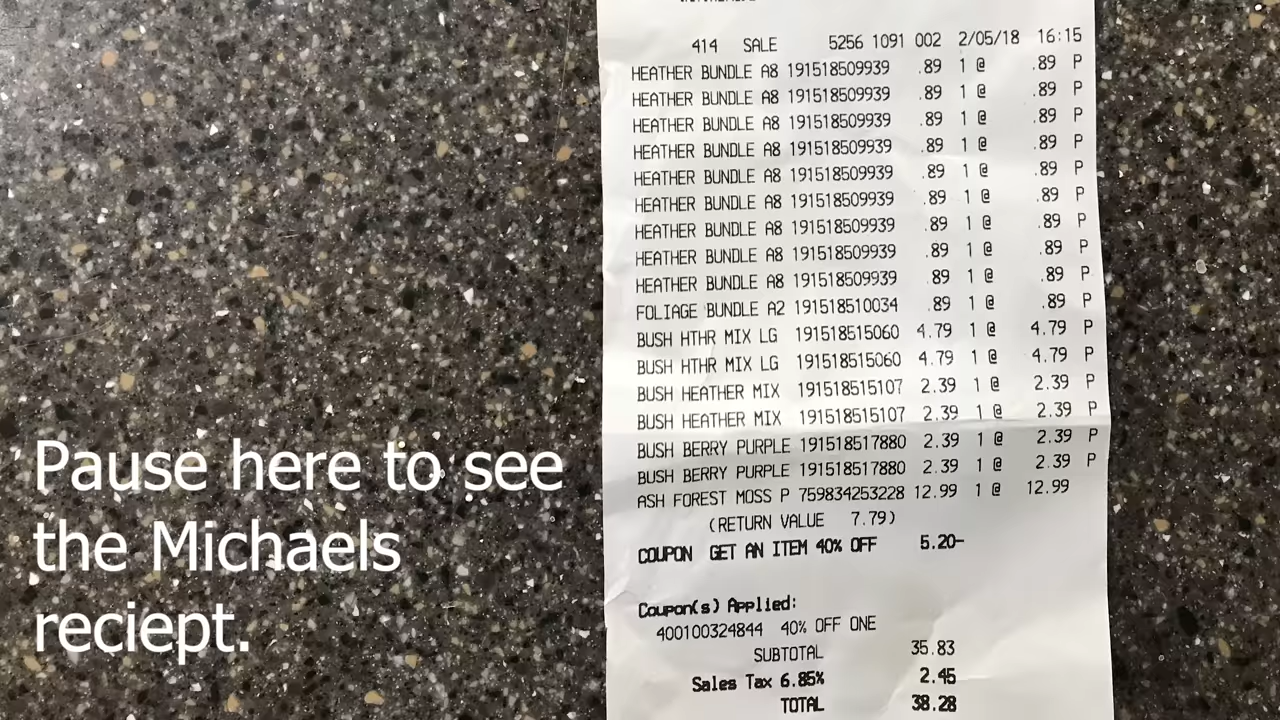 414 SALE 5256 1091 002 2/05/18 16:15
HEATHER BUNDLE A8 191518509939 .89 1 @ .89 P
HEATHER BUNDLE A8 191518509939 .89 1 @ .89 P
HEATHER BUNDLE A8 191518509939 .89 1 @ .89 P
HEATHER BUNDLE A8 191518509939 .89 1 @ .89 P
HEATHER BUNDLE A8 191518509939 .89 1 @ .89 P
HEATHER BUNDLE A8 191518509939 .89 1 @ .89 P
HEATHER BUNDLE A8 191518509939 .89 1 @ .89 P
HEATHER BUNDLE A8 191518509939 .89 1 @ .89 P
HEATHER BUNDLE A8 191518509939 .89 1 @ .89 P
FOLIAGE BUNDLE A2 191518510034 .89 1 @ .89 P
BUSH HTHR MIX LG 191518515060 4.79 1 @ 4.79 P
BUSH HTHR MIX LG 191518515060 4.79 1 @ 4.79 P
BUSH HEATHER MIX 191518515107 2.39 1 @ 2.39 P
BUSH HEATHER MIX 191518515107 2.39 1 @ 2.39 P
BUSH BERRY PURPLE 191518517880 2.39 1 @ 2.39 P
BUSH BERRY PURPLE 191518517880 2.39 1 @ 2.39 P
ASH FOREST MOSS P 759834253228 12.99 1 @ 12.99
(RETURN VALUE 7.79)
COUPON GET AN ITEM 40% OFF 5.20-
Coupon(s) Applied:
400100324844 40% OFF ONE
SUBTOTAL 35.83
Sales Tax 6.85% 2.45
TOTAL 38.28
Pause here to see
the Michaels
reciept.